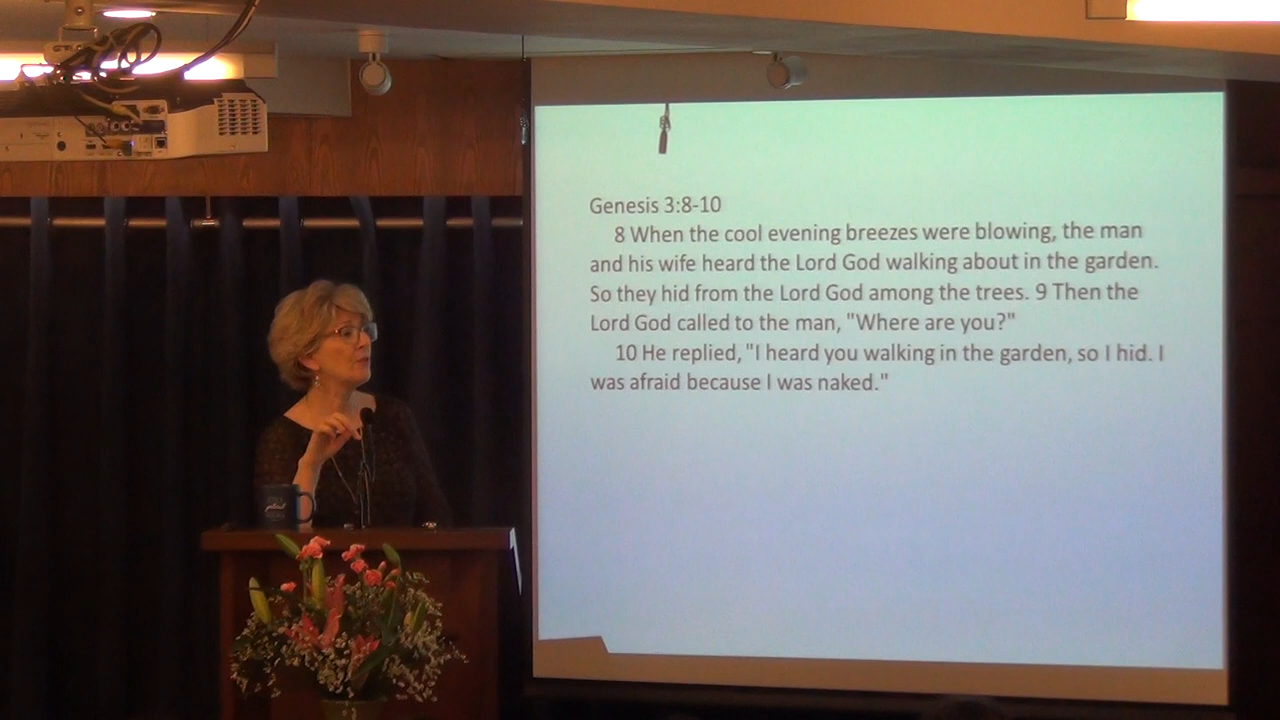 Genesis 3:8-10
8 When the cool evening breezes were blowing, the man
and his wife heard the Lord God walking about in the garden.
So they hid from the Lord God among the trees. 9 Then the
Lord God called to the man, "Where are you?"
10 He replied, "I heard you walking in the garden, so I hid. I
was afraid because I was naked."